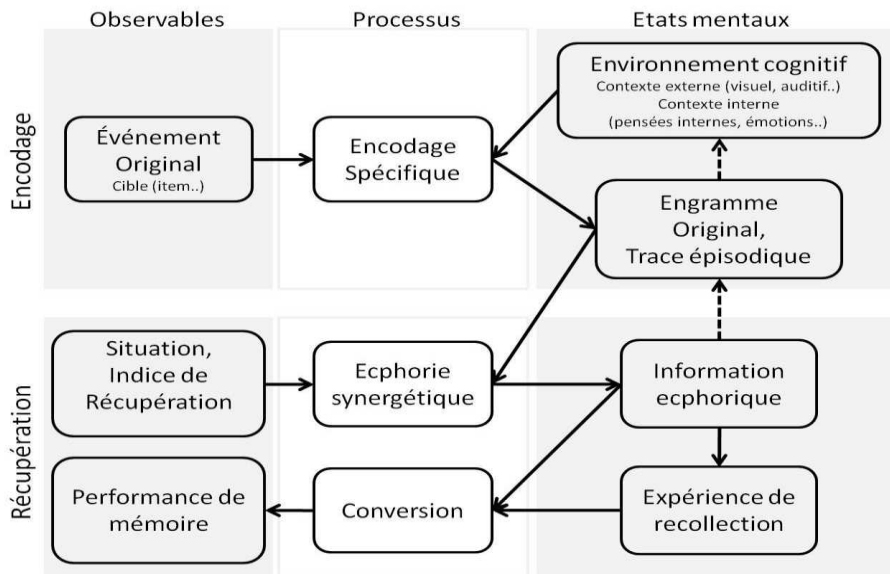 Observables
Processus
Etats mentaux
Encodage
Événement
Original
Cible (item..)
Encodage
Spécifique
Environnement cognitif
Contexte externe (visuel, auditif..)
Contexte interne
(pensées internes, émotions..)
Engramme
Original,
Trace épisodique
Récupération
Situation,
Indice de
Récupération
Ecphorie
synergétique
Information
ecphorique
Performance de
mémoire
Conversion
Expérience de
recollection